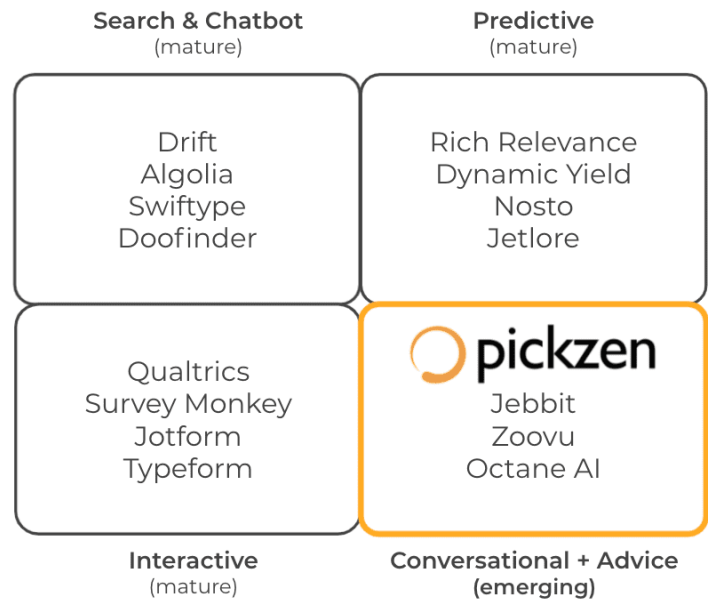 Search & Chatbot
(mature)
Predictive
(mature)
Drift
Algolia
Swiftype
Doofinder
Rich Relevance
Dynamic Yield
Nosto
Jetlore
Qualtrics
Survey Monkey
Jotform
Typeform
pickzen
Jebbit
Zoovu
Octane AI
Interactive
(mature)
Conversational + Advice
(emerging)